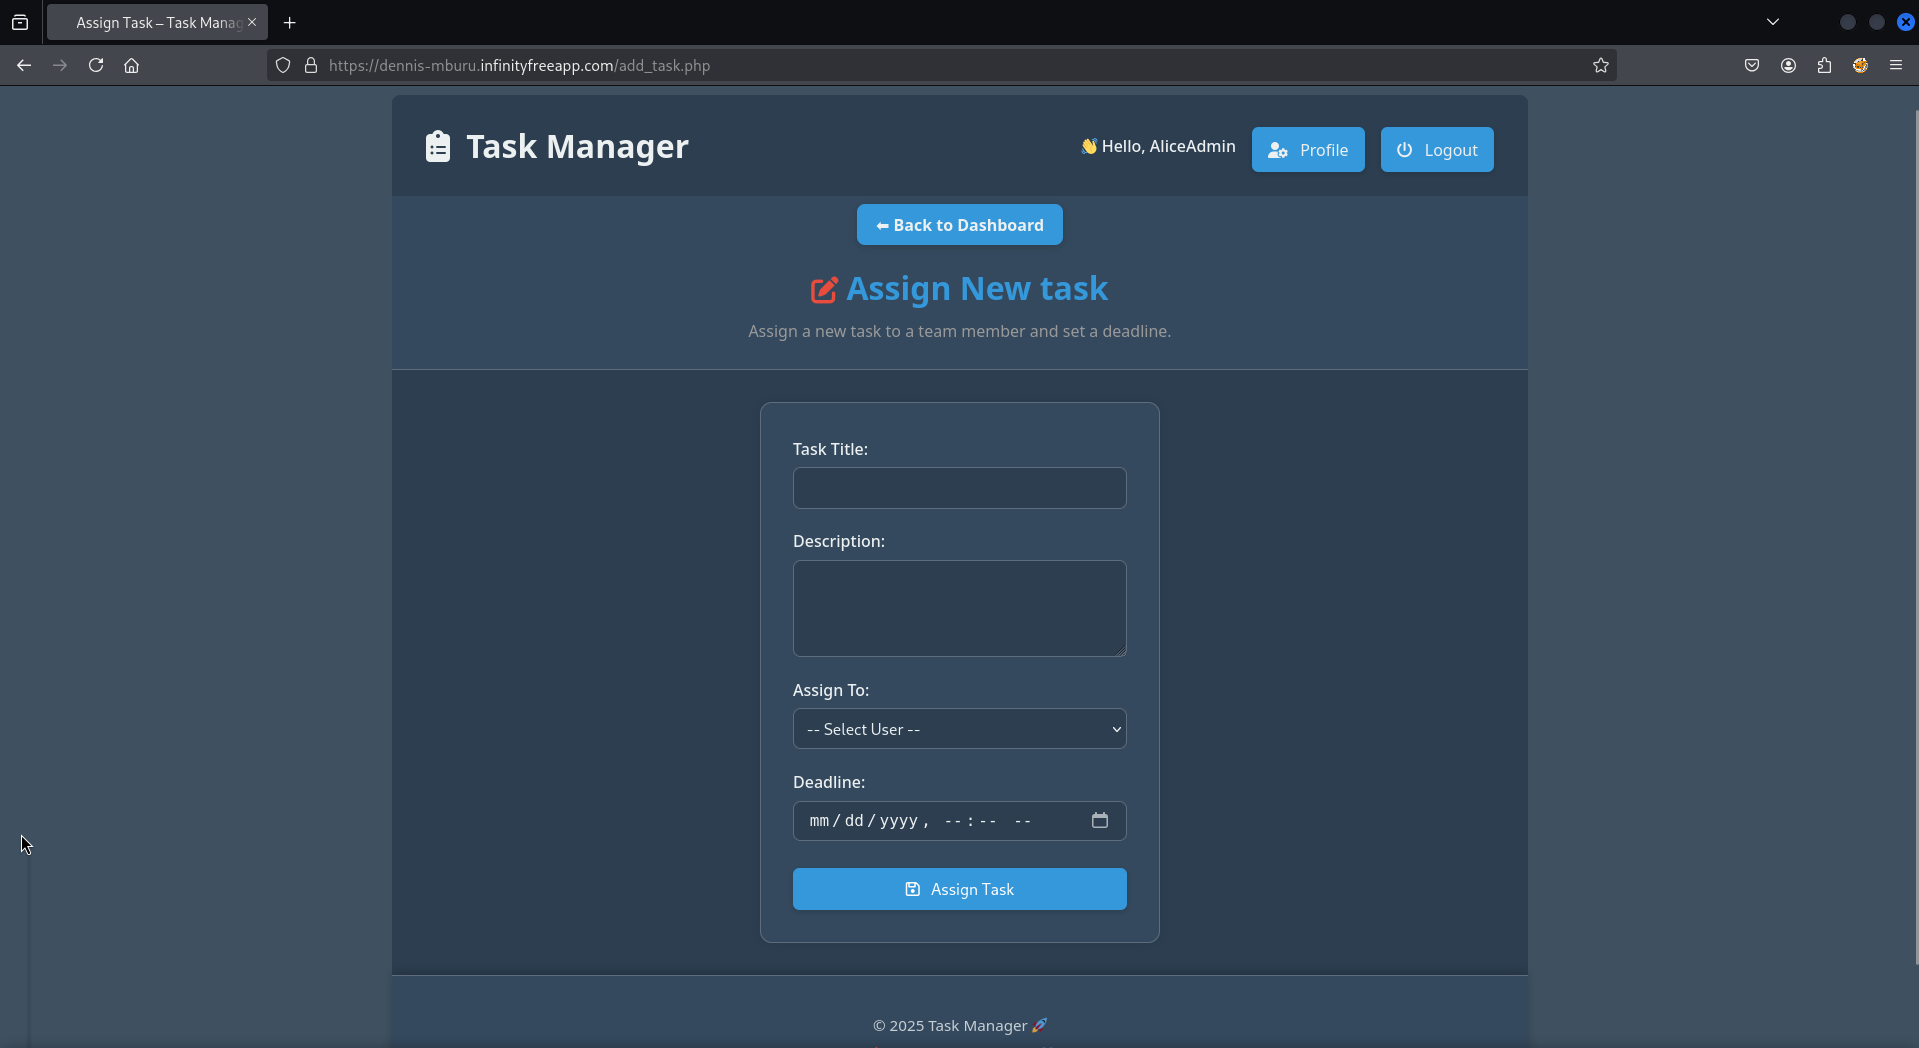 Assign Task – Task Manag
https://dennis-mburu.infinityfreeapp.com/add_task.php
Task Manager
👋 Hello, AliceAdmin
Profile
Logout
⬅ Back to Dashboard
Assign New task
Assign a new task to a team member and set a deadline.
Task Title:
Description:
Assign To:
-- Select User --
Deadline:
mm/dd/yyyy, --:-- --
Assign Task
© 2025 Task Manager 🚀